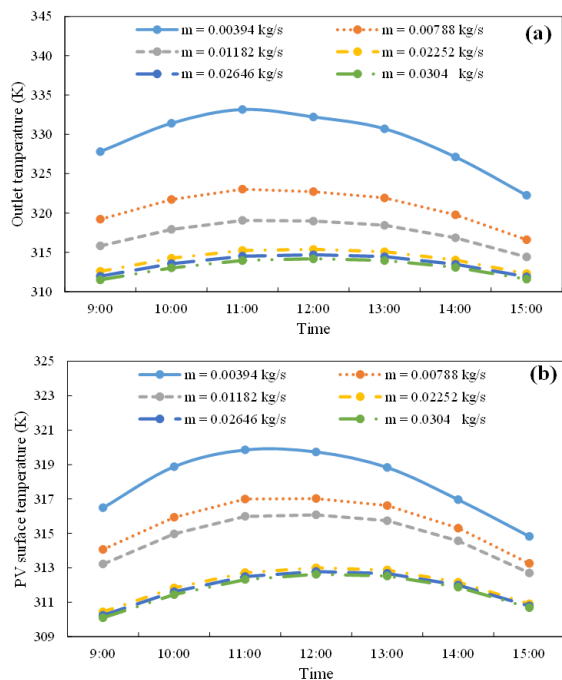 345
340
335
330
325
320
315
310
Outlet temperature (K)
(a)
m = 0.00394 kg/s
m = 0.00788 kg/s
m = 0.01182 kg/s
m = 0.02252 kg/s
m = 0.02646 kg/s
m = 0.0304 kg/s
9:00 10:00 11:00 12:00 13:00 14:00 15:00
Time
325
323
321
319
317
315
313
311
309
PV surface temperature (K)
(b)
m = 0.00394 kg/s
m = 0.00788 kg/s
m = 0.01182 kg/s
m = 0.02252 kg/s
m = 0.02646 kg/s
m = 0.0304 kg/s
9:00 10:00 11:00 12:00 13:00 14:00 15:00
Time